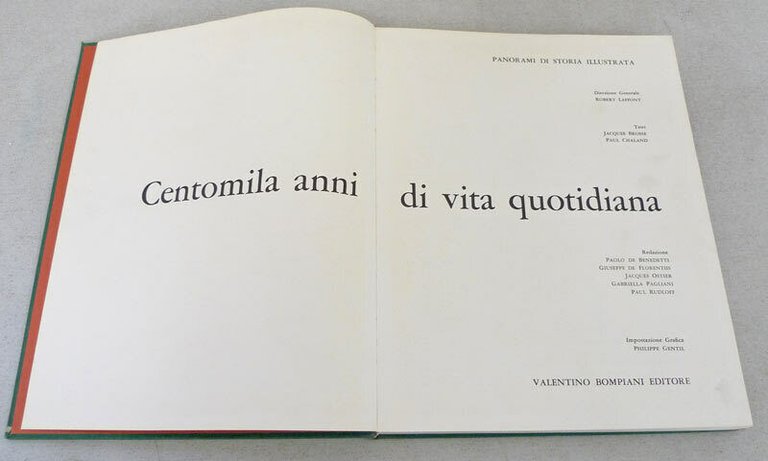 PANORAMI DI STORIA ILLUSTRATA
Direzione Generale
ROBERT LAFFONT
Testi
JACQUES BROSSE
PAUL CHALAND
Centomila anni di vita quotidiana
Redazione
PAOLO DE BENEDETTI
GIUSEPPE DE FLORENTIIS
JACQUES OSTIER
GABRIELLA PAGLIANI
PAUL RUDLOFF
Impostazione Grafica
PHILIPPE GENTIL
VALENTINO BOMPIANI EDITORE